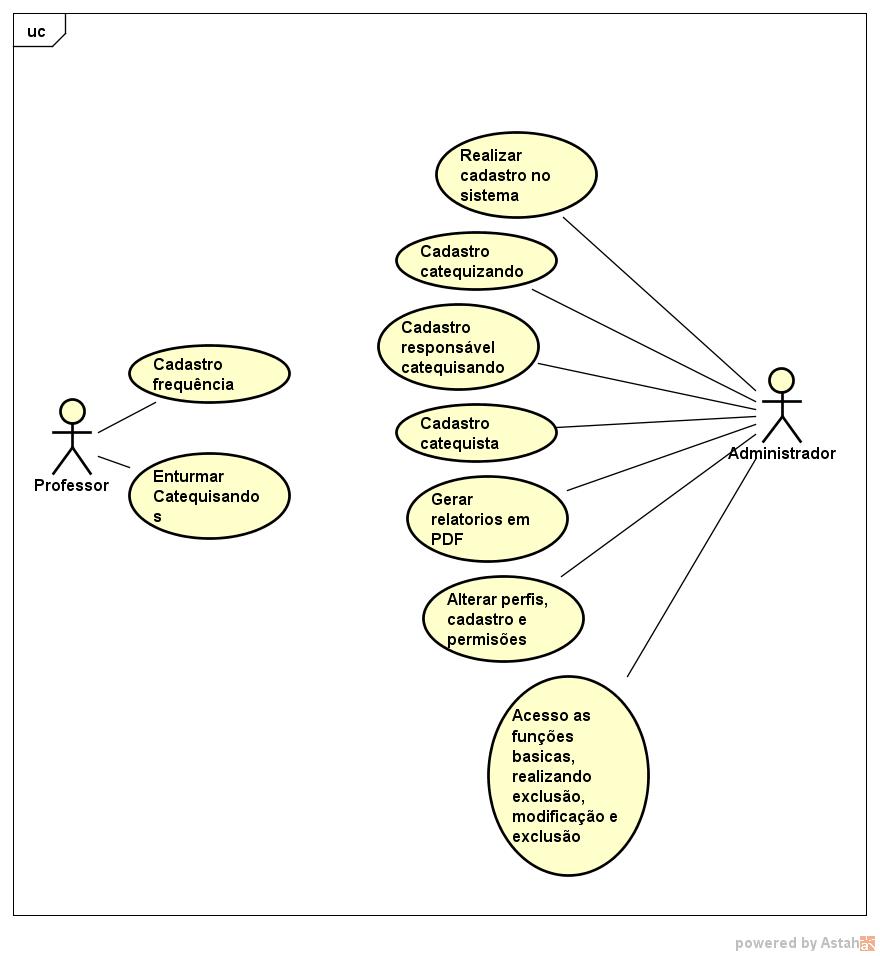 uc
Realizar
cadastro no
sistema
Cadastro
catequizando
Cadastro
responsável
catequisando
Cadastro
frequência
Professor
Enturmar
Catequisando
s
Cadastro
catequista
Administrador
Gerar
relatorios em
PDF
Alterar perfis,
cadastro e
permisões
Acesso as
funções
basicas,
realizando
exclusão,
modificação e
exclusão
powered by Astah